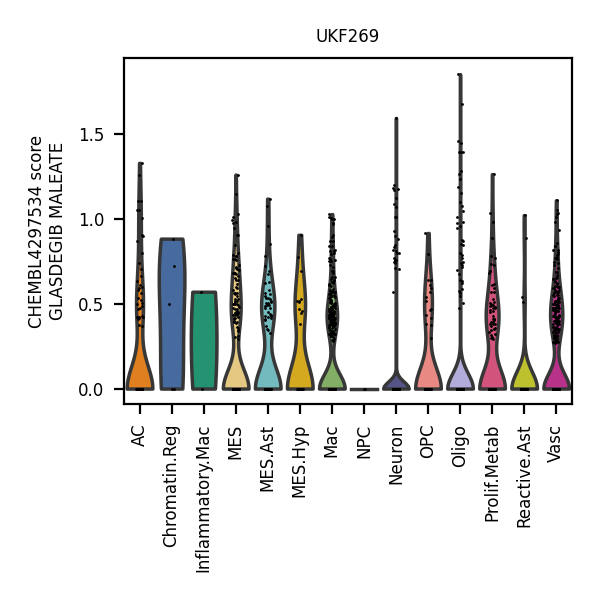 UKF269
CHEMBL4297534 score
GLASDEGIB MALEATE
1.5
1.0
0.5
0.0
AC
Chromatin.Reg
Inflammatory.Mac
MES
MES.Ast
MES.Hyp
Mac
NPC
Neuron
OPC
Oligo
Prolif.Metab
Reactive.Ast
Vasc